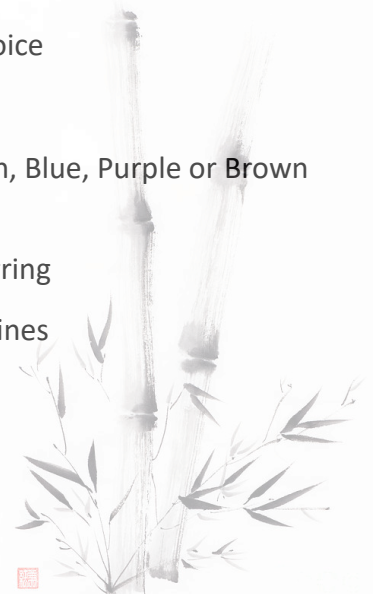 oice
n, Blue, Purple or Brown
ring
ines